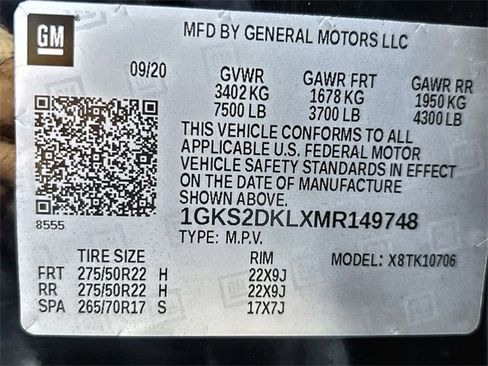 GM
MFD BY GENERAL MOTORS LLC
09/20 GVWR GAWR FRT GAWR RR
3402 KG 1678 KG 1950 KG
7500 LB 3700 LB 4300 LB
THIS VEHICLE CONFORMS TO ALL
APPLICABLE U.S. FEDERAL MOTOR
VEHICLE SAFETY STANDARDS IN EFFECT
ON THE DATE OF MANUFACTURE
SHOWN ABOVE.
8555 1GKS2DKLXMR149748
TYPE: M.P.V.
TIRE SIZE RIM MODEL: X8TK10706
FRT 275/50R22 H 22X9J
RR 275/50R22 H 22X9J
SPA 265/70R17 S 17X7J